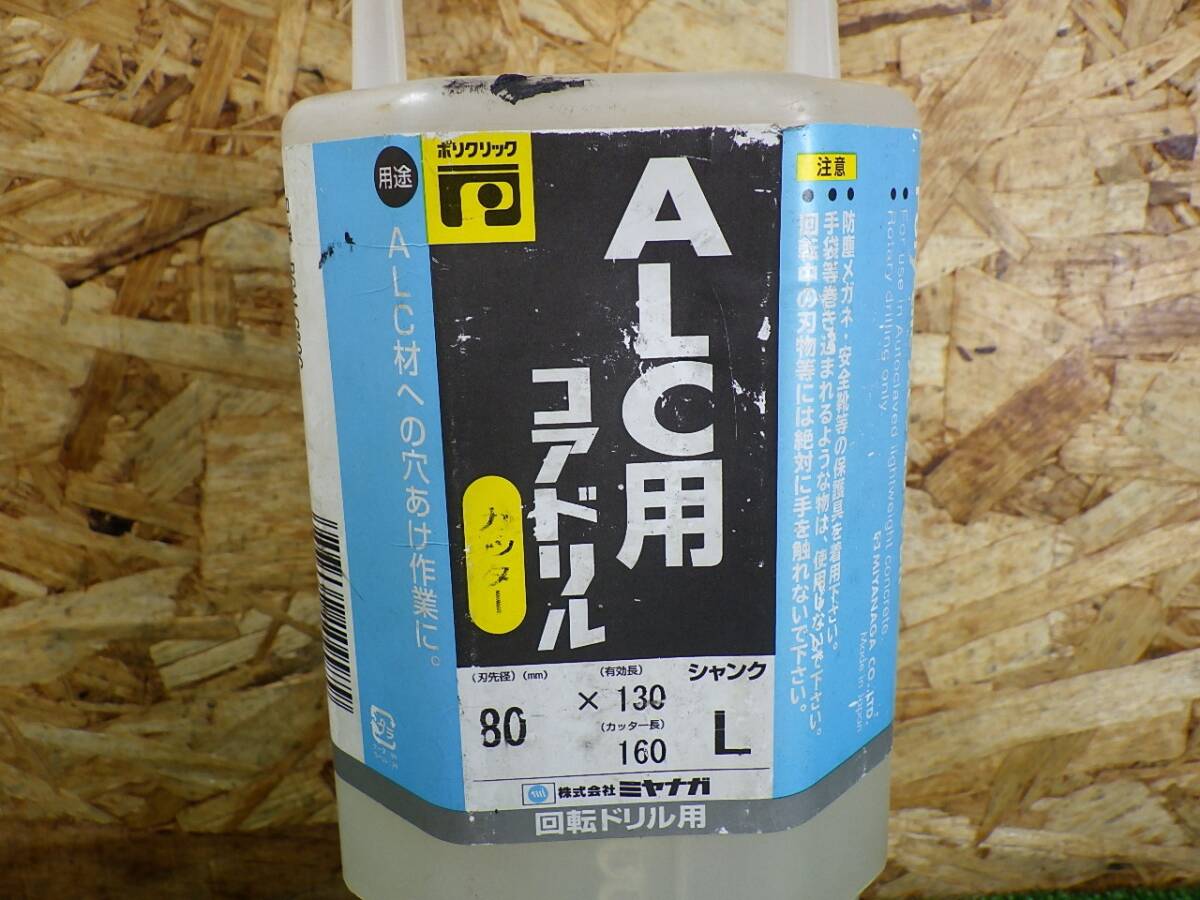 用途
ALC材への穴あけ作業に。
ポリクリック
ALC用
コアドリル
カッター
(刃先径)(mm)
80
×
(有効長)
130
(カッター長)
160
シャンク
L
株式会社 ミヤナガ
回転ドリル用
注意
● 防塵メガネ・安全靴等の保護具を着用下さい。
● 手袋等巻き込まれるような物は、使用しないで下さい。
● 回転中の刃物等には絶対に手を触れないで下さい。
● For use in Autoclaved lightweight concrete
● Rotary drilling only.
MIYANAGA CO.,LTD.
Made in Japan
プラ